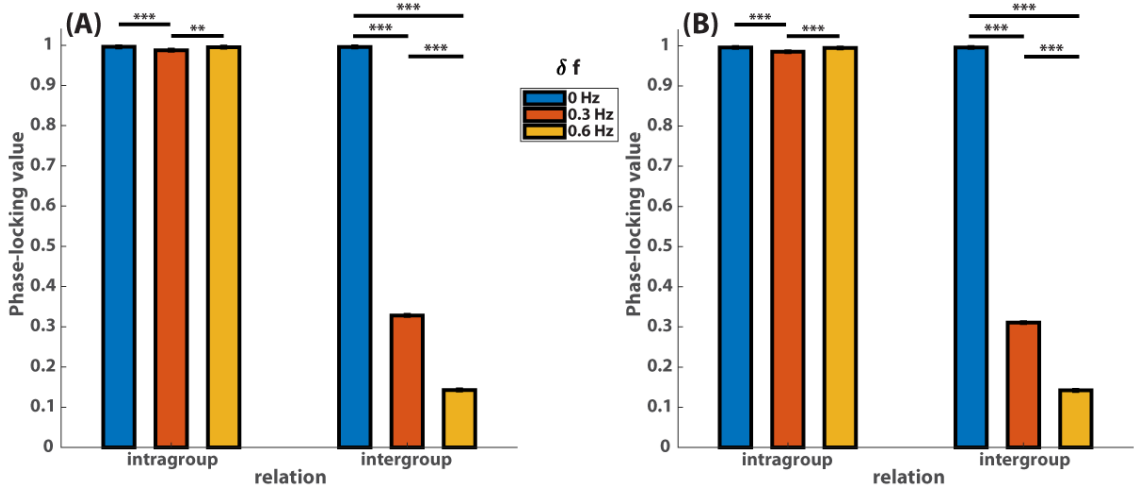 (A)
***
**
***
***
***
Phase-locking value
1
0.9
0.8
0.7
0.6
0.5
0.4
0.3
0.2
0.1
0
intragroup
intergroup
relation
δ f
0 Hz
0.3 Hz
0.6 Hz
(B)
***
***
***
***
***
Phase-locking value
1
0.9
0.8
0.7
0.6
0.5
0.4
0.3
0.2
0.1
0
intragroup
intergroup
relation